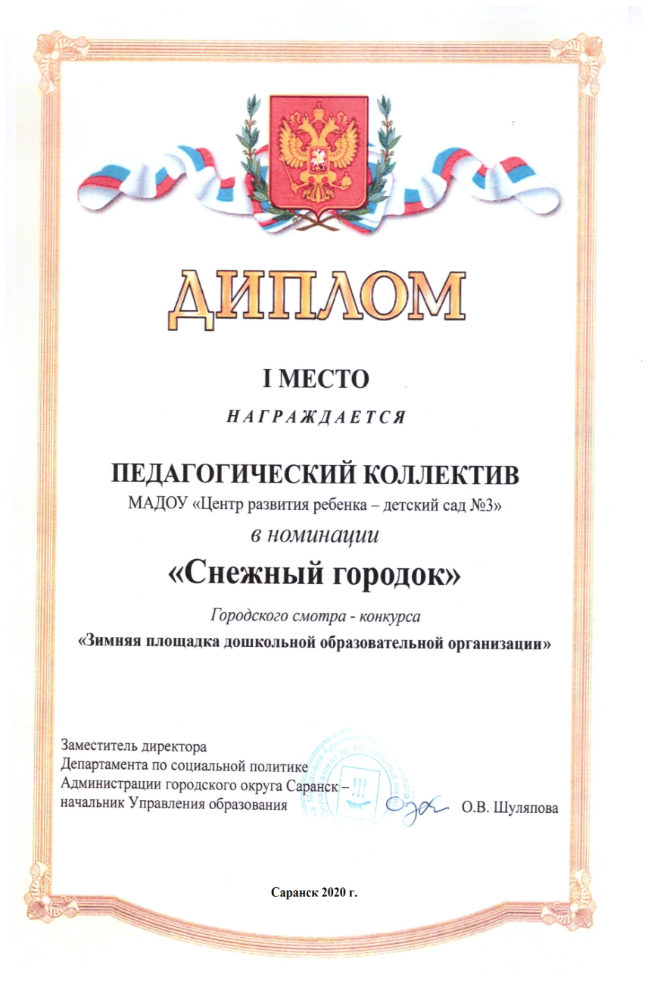 ДИПЛОМ
I МЕСТО
НАГРАЖДАЕТСЯ
ПЕДАГОГИЧЕСКИЙ КОЛЛЕКТИВ
МАДОУ «Центр развития ребенка – детский сад №3»
в номинации
«Снежный городок»
Городского смотра - конкурса
«Зимняя площадка дошкольной образовательной организации»
Заместитель директора
Департамента по социальной политике
Администрации городского округа Саранск –
начальник Управления образования О.В. Шуляпова
Саранск 2020 г.